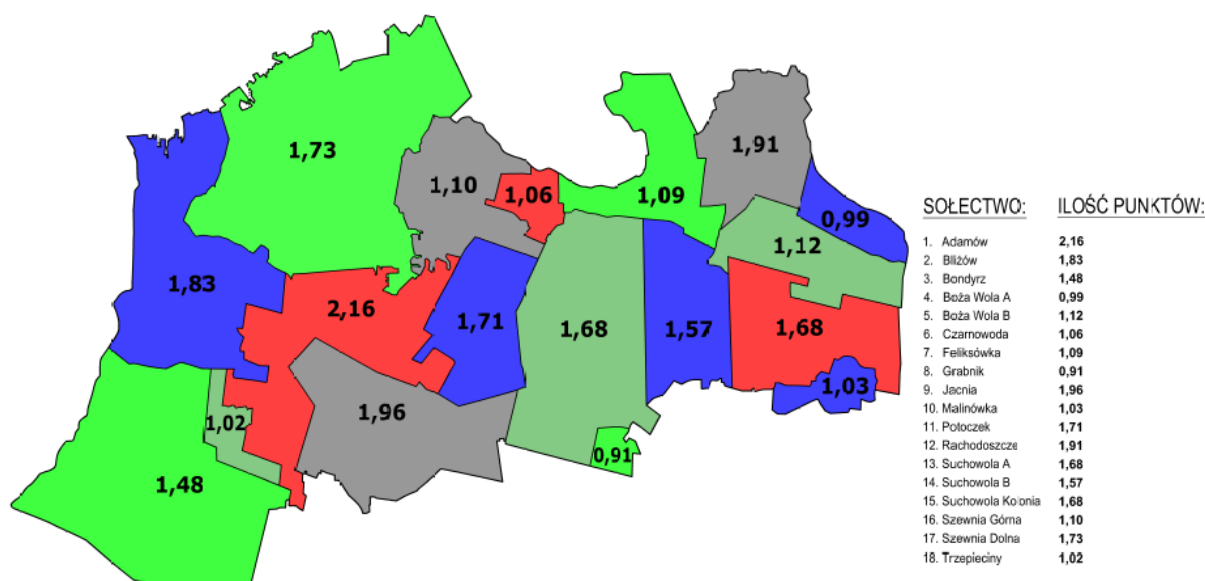 1,73
1,91
1,10
1,06
1,09
0,99
1,12
1,83
2,16
1,71
1,68
1,57
1,68
1,03
1,96
1,02
0,91
1,48
SOŁECTWO: ILOŚĆ PUNKTÓW:
1. Adamów 2,16
2. Bliżów 1,83
3. Bondyrz 1,48
4. Boża Wola A 0,99
5. Boża Wola B 1,12
6. Czarnowoda 1,06
7. Feliksówka 1,09
8. Grabnik 0,91
9. Jacnia 1,96
10. Malinówka 1,03
11. Potoczek 1,71
12. Rachodoszcze 1,91
13. Suchowola A 1,68
14. Suchowola B 1,57
15. Suchowola Kolonia 1,68
16. Szewnia Górna 1,10
17. Szewnia Dolna 1,73
18. Trzepieciny 1,02